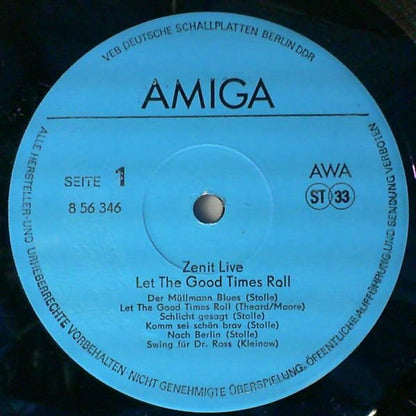 VEB DEUTSCHE SCHALLPLATTEN BERLIN DDR
AMIGA
SEITE 1
8 56 346
AWA
ST 33
Zenit Live
Let The Good Times Roll
Der Müllmann Blues (Stolle)
Let The Good Times Roll (Theard/Moore)
Schlicht gesagt (Stolle)
Komm sei schön brav (Stolle)
Nach Berlin (Stolle)
Swing für Dr. Ross (Kleinow)
ALLE HERSTELLER- UND URHEBERRECHTE VORBEHALTEN NICHT GENEHMIGTE ÜBERSPIELUNG, ÖFFENTLICHE AUFFÜHRUNG UND SENDUNG VERBOTEN